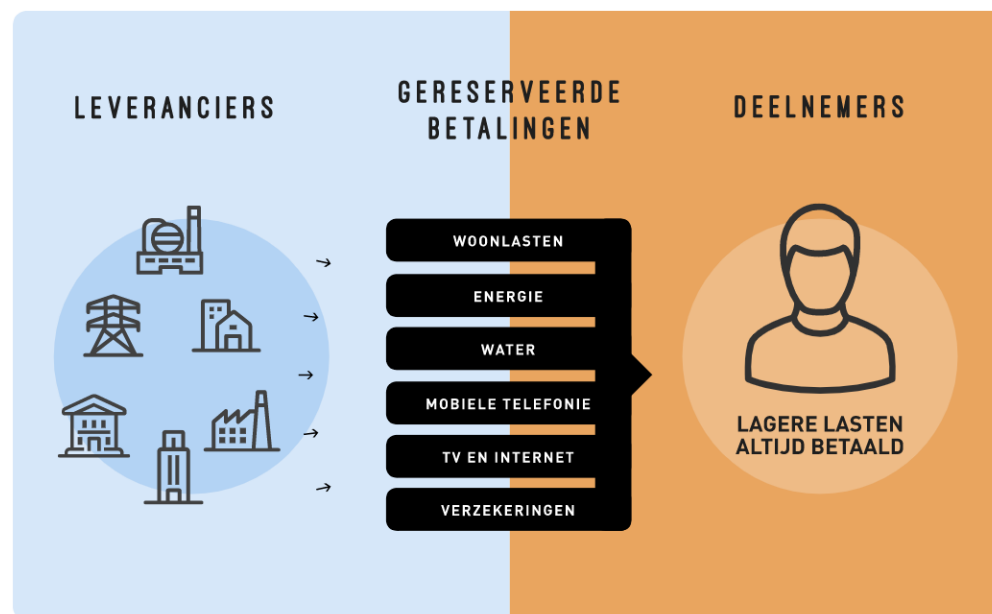 LEVERANCIERS
GERESERVEERDE
BETALINGEN
DEELNEMERS
WOONLASTEN
ENERGIE
WATER
MOBIELE TELEFONIE
TV EN INTERNET
VERZEKERINGEN
LAGERE LASTEN
ALTIJD BETAALD